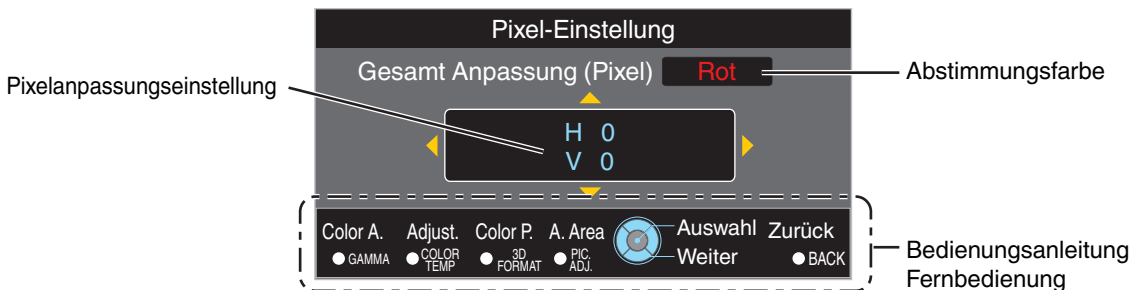 Pixel-Einstellung
Gesamt Anpassung (Pixel) Rot
Abstimmungsfarbe
Pixelanpassungseinstellung
H 0
V 0
Color A. Adjust. Color P. A. Area Auswahl Zurück
GAMMA COLOR TEMP 3D FORMAT PIC. ADJ. Weiter BACK
Bedienungsanleitung
Fernbedienung